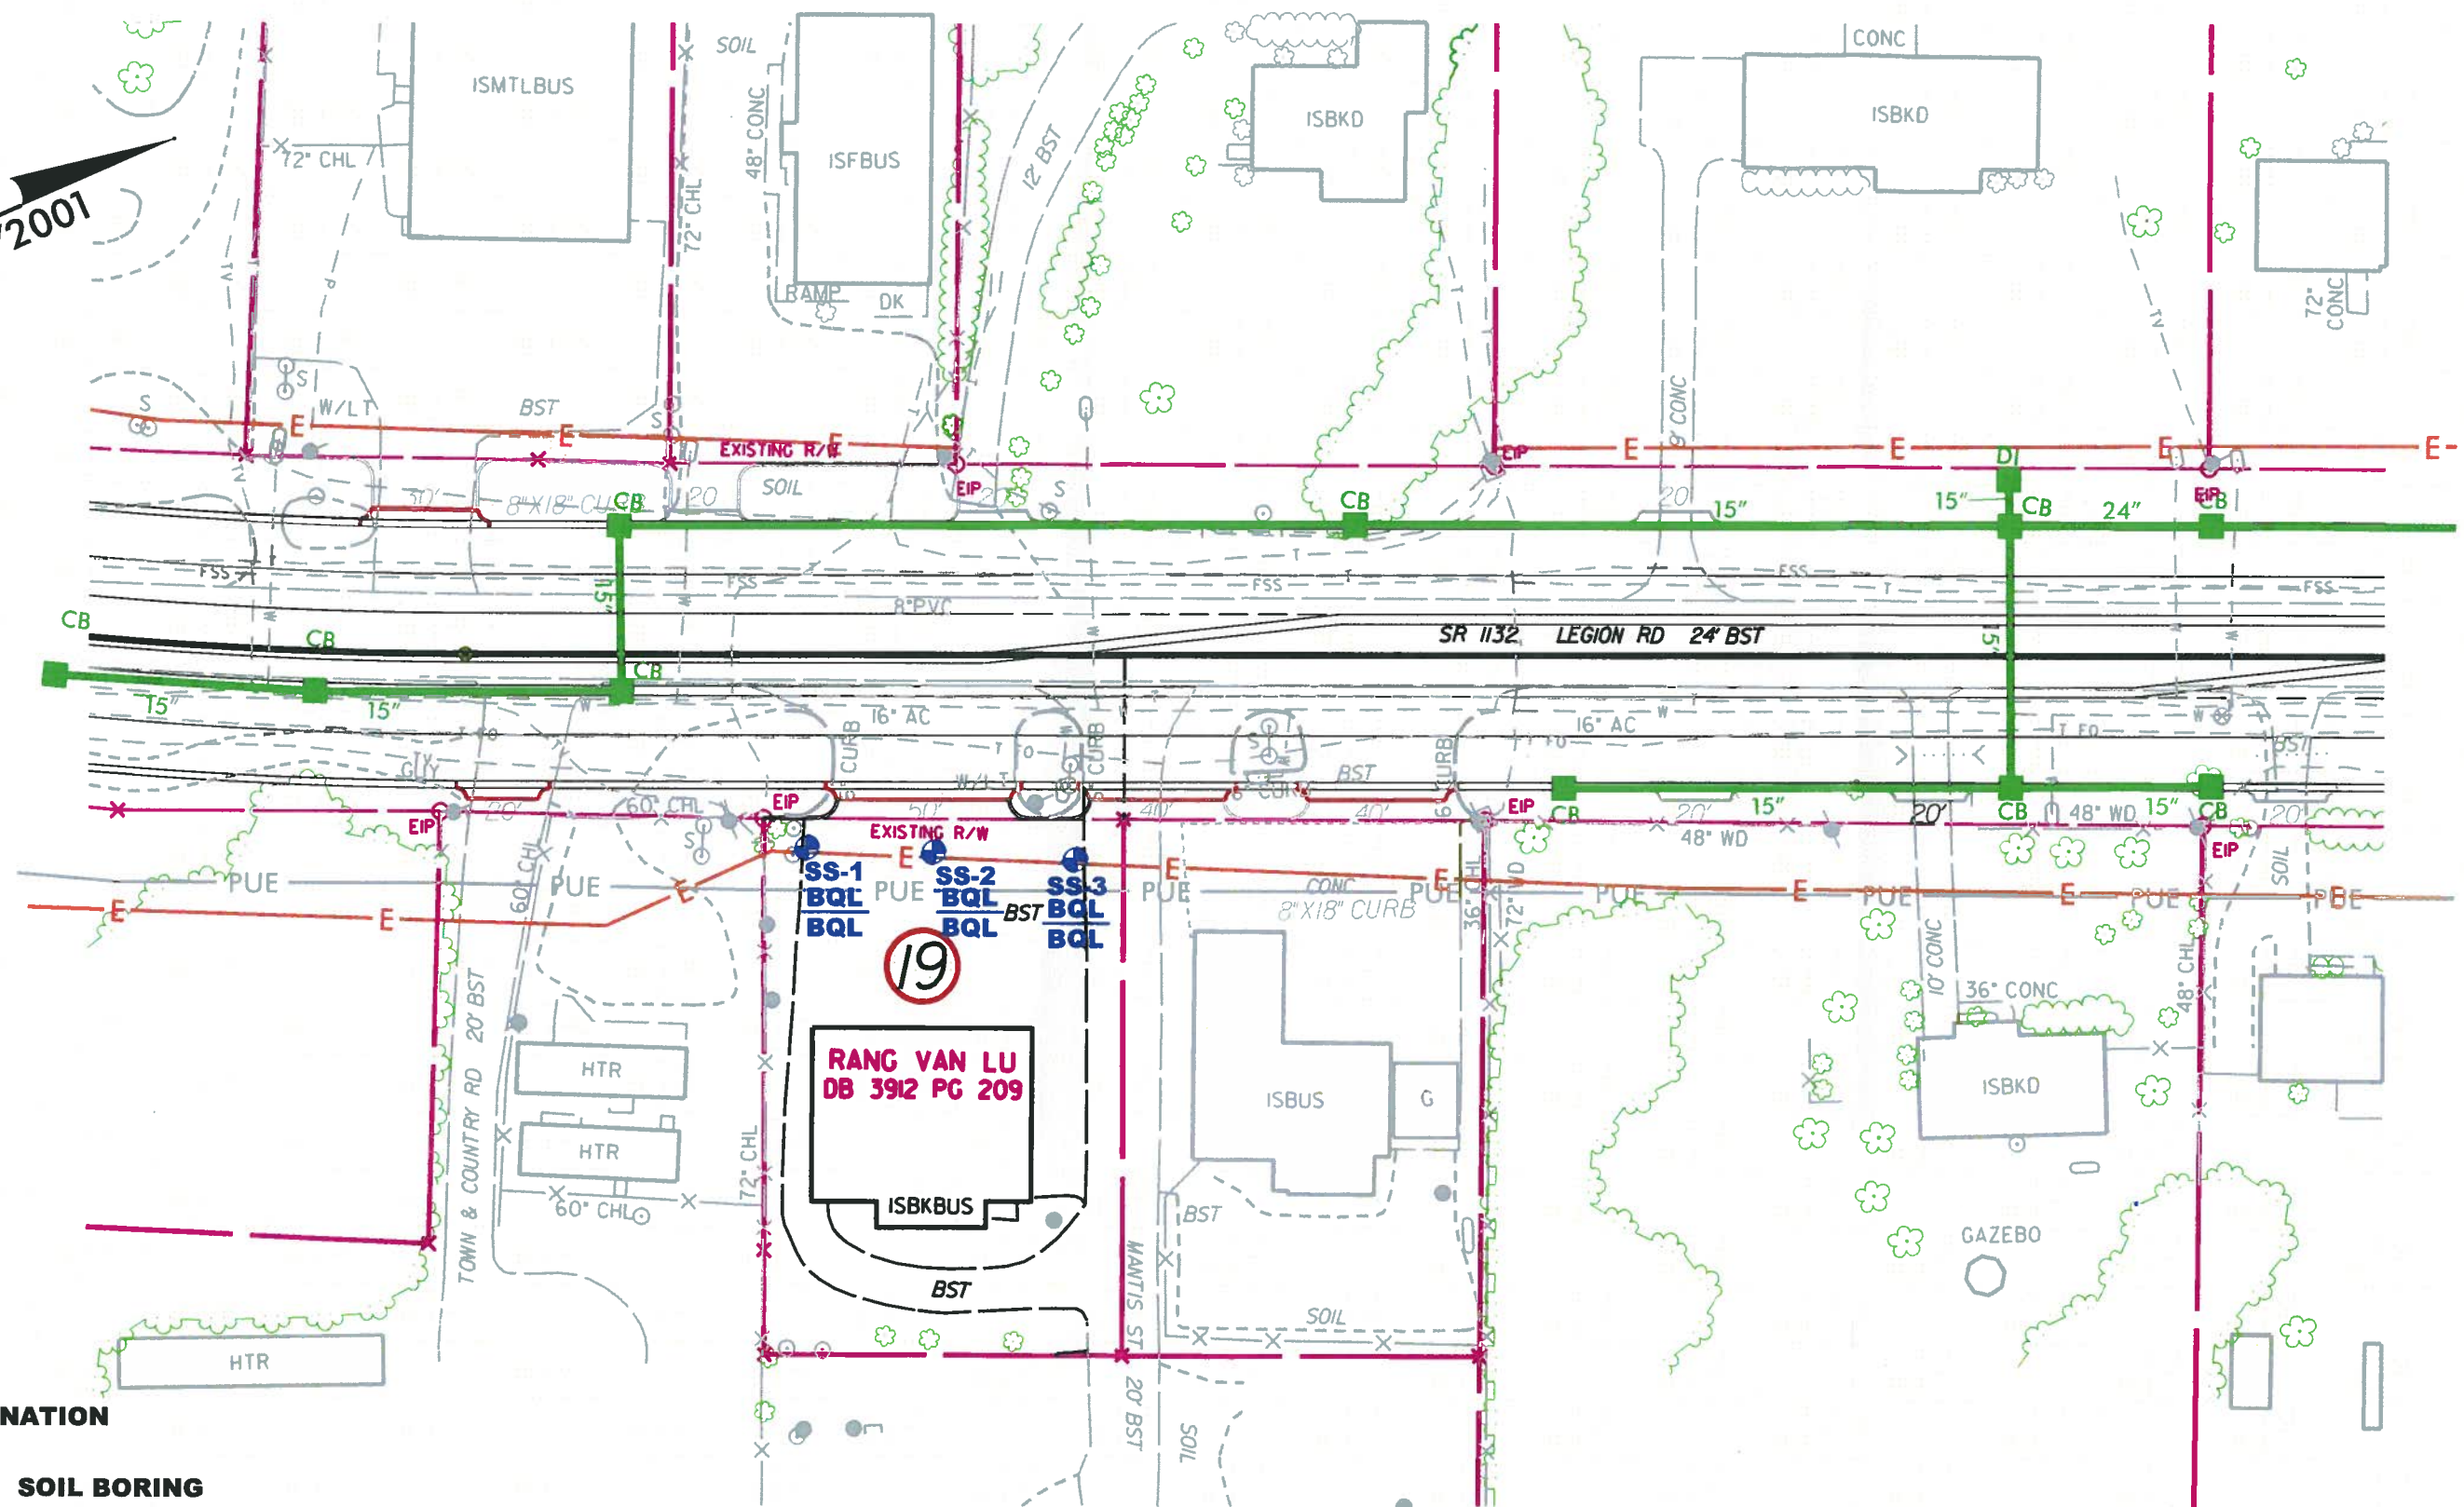 CONC
SOIL
ISMTLBUS
48" CONC
ISFBUS
12' BST
ISBKD
ISBKD
72" CHL
72" CHL
2001
RAMP
DK
72"
CONC
TV
P
T
TV
S
W/LT
BST
S
9' CONC
S
E
E
E
EXISTING R/W
EIP
E
E
E
E-
DI
30'
8"X18" CURB
CB
20
SOIL
EIP
S
CB
20'
15"
15"
CB
24"
EIP
CB
FSS
FSS
FSS
FSS
FSS
15"
8" PVC
CB
CB
SR 1132 LEGION RD 24' BST
15"
CB
15"
15"
16" AC
16" AC
W
T FO
T FO
CURB
CURB
CURB
S
BST
BST
W/LT
20'
60" CHL
EIP
50'
40'
40'
EIP
CB
20'
15"
20'
CB
48" WD
15"
CB
20'
EIP
EXISTING R/W
48" WD
EIP
S
E
E
E
SS-1
SS-2
SS-3
PUE
PUE
PUE
PUE
PUE
PUE
PUE
PUE
E
E
E
E
E
E
BQL
BQL
BQL
BST
BQL
BQL
BQL
CONC
8"X18" CURB
60" CHL
36" CHL
72" WD
SOIL
10' CONC
48" CHL
19
36" CONC
TOWN & COUNTRY RD 20' BST
HTR
RANG VAN LU
DB 3912 PG 209
ISBUS
G
ISBKD
HTR
72" CHL
60" CHL
ISBKBUS
BST
GAZEBO
BST
MANTIS ST 20' BST
SOIL
HTR
SOIL
NATION
SOIL BORING